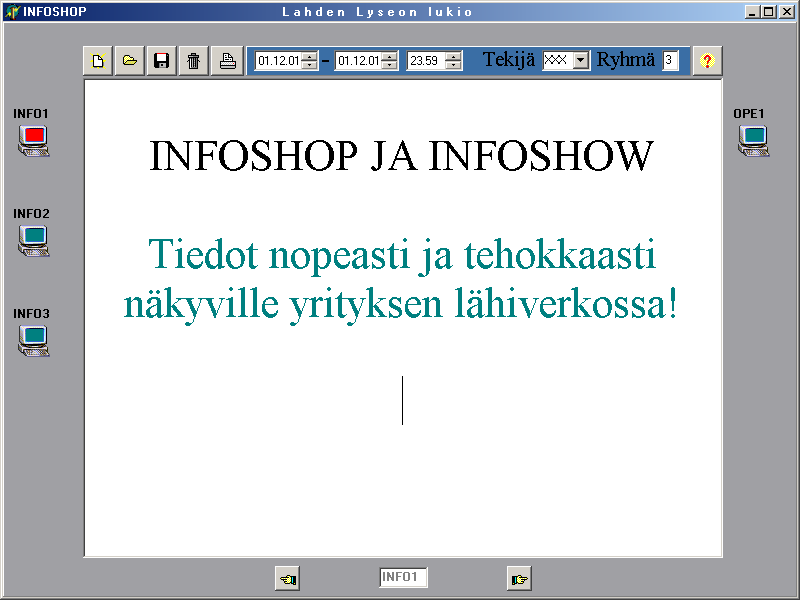 INFOSHOP Lahden Lyseon lukio
01.12.01 - 01.12.01 23.59 Tekijä XXX Ryhmä 3 ?
INFO1 OPE1
INFOSHOP JA INFOSHOW
INFO2
Tiedot nopeasti ja tehokkaasti
näkyville yrityksen lähiverkossa!
INFO3
INFO1